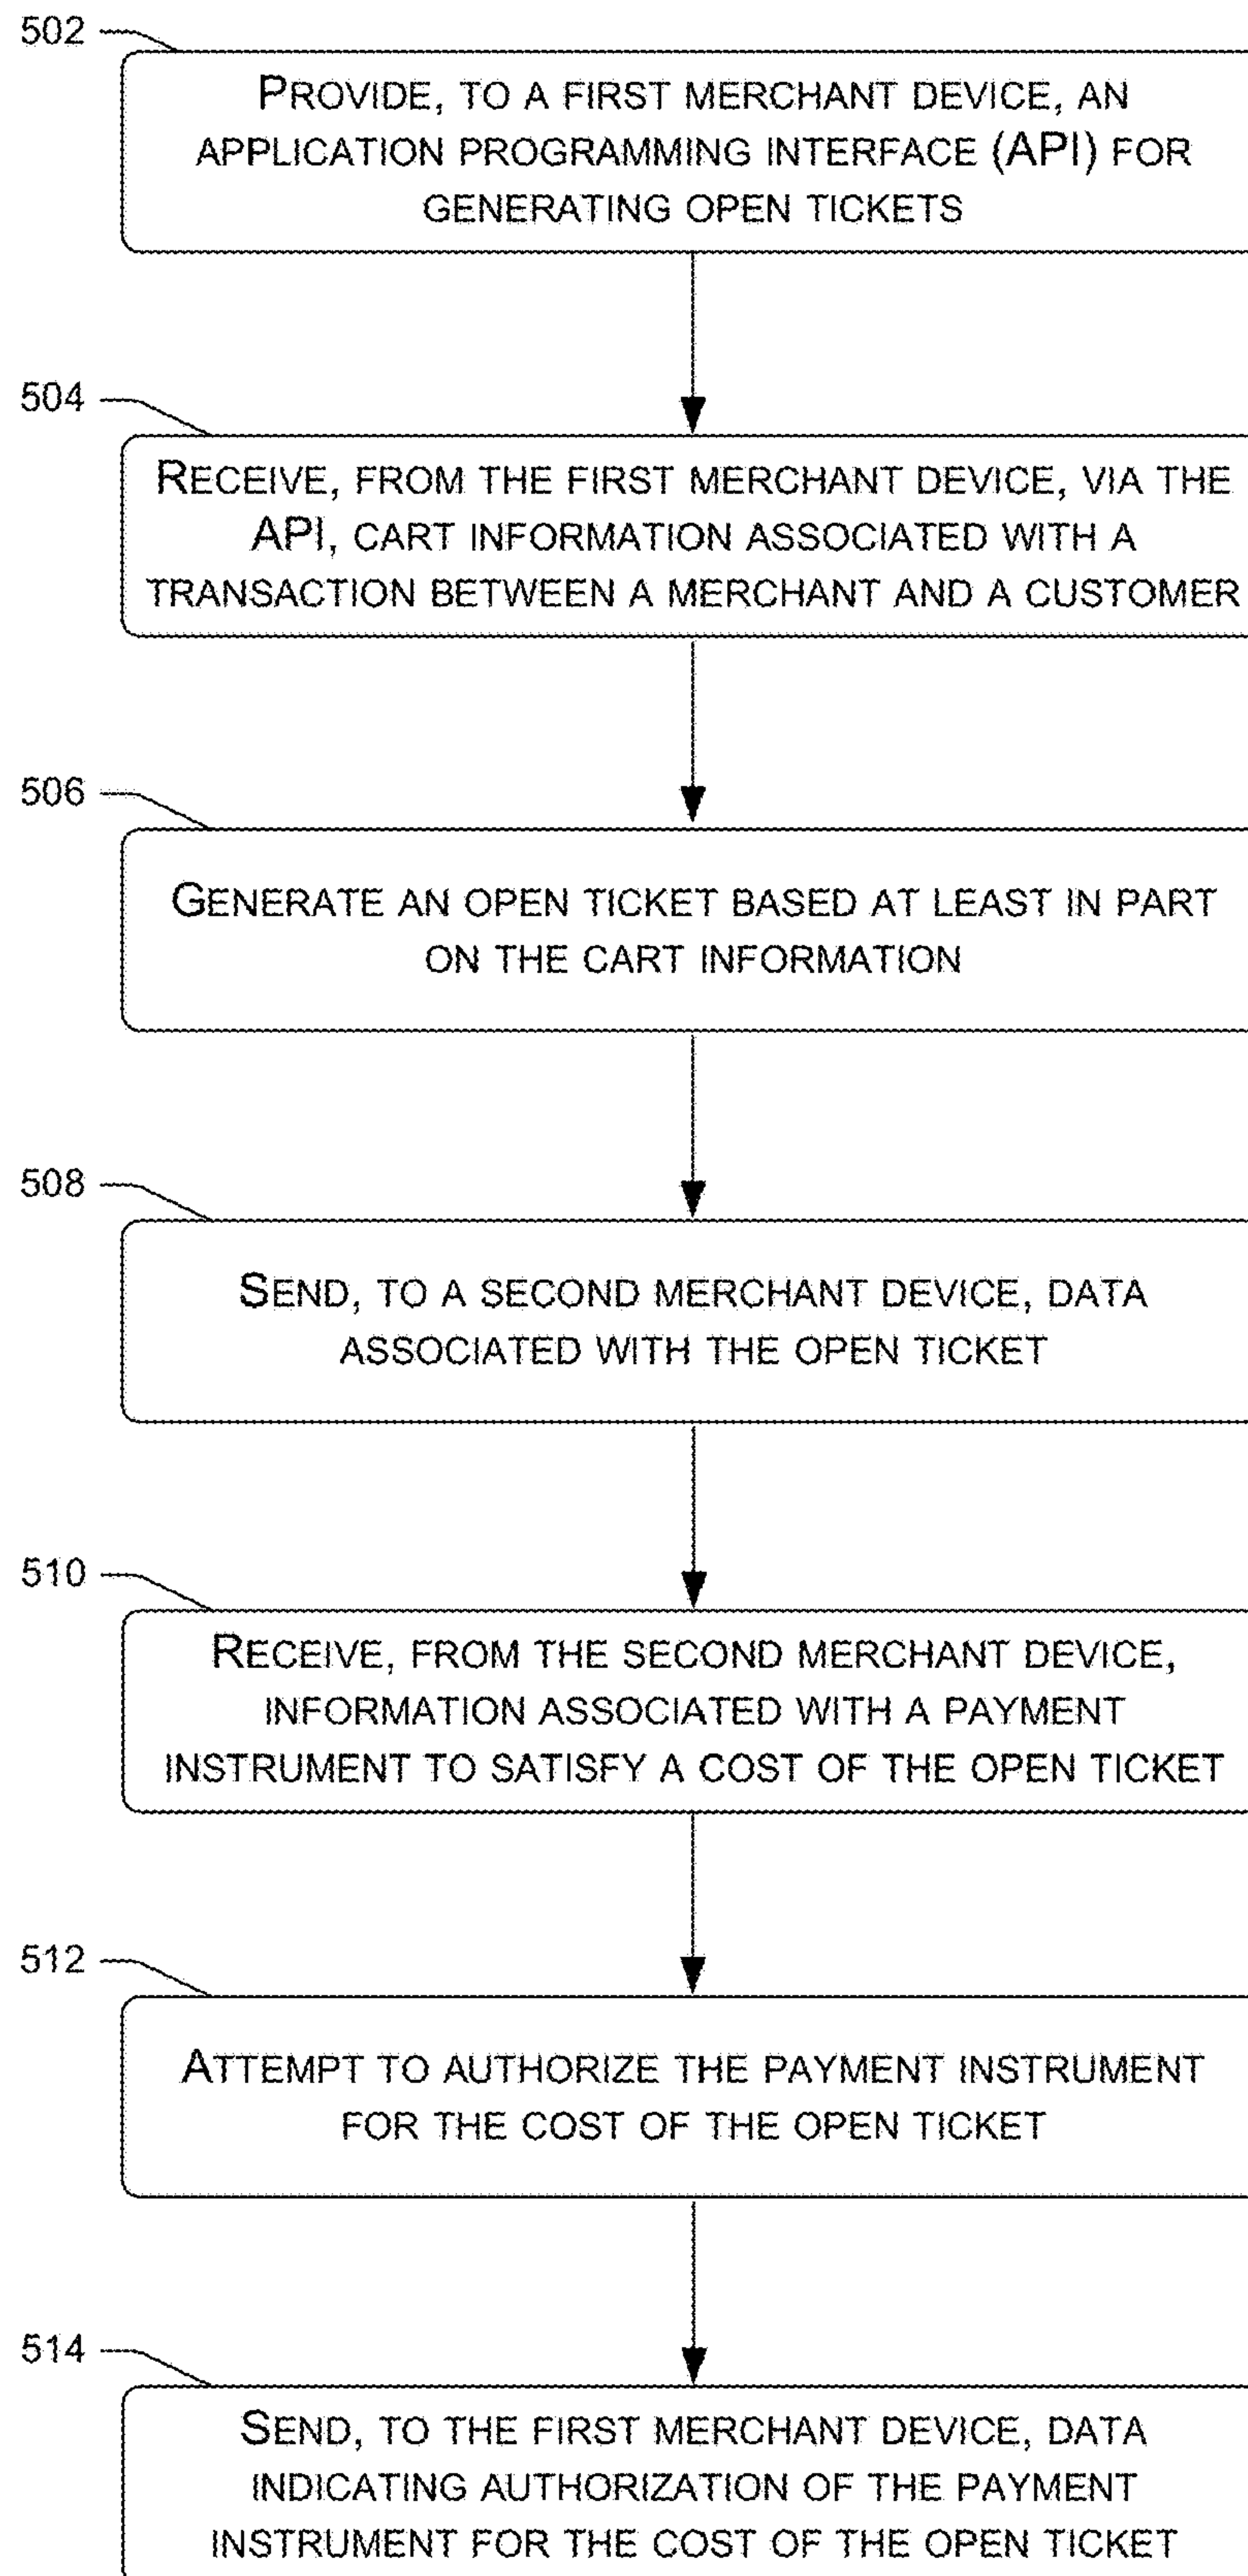 502
PROVIDE, TO A FIRST MERCHANT DEVICE, AN
APPLICATION PROGRAMMING INTERFACE (API) FOR
GENERATING OPEN TICKETS
504
RECEIVE, FROM THE FIRST MERCHANT DEVICE, VIA THE
API, CART INFORMATION ASSOCIATED WITH A
TRANSACTION BETWEEN A MERCHANT AND A CUSTOMER
506
GENERATE AN OPEN TICKET BASED AT LEAST IN PART
ON THE CART INFORMATION
508
SEND, TO A SECOND MERCHANT DEVICE, DATA
ASSOCIATED WITH THE OPEN TICKET
510
RECEIVE, FROM THE SECOND MERCHANT DEVICE,
INFORMATION ASSOCIATED WITH A PAYMENT
INSTRUMENT TO SATISFY A COST OF THE OPEN TICKET
512
ATTEMPT TO AUTHORIZE THE PAYMENT INSTRUMENT
FOR THE COST OF THE OPEN TICKET
514
SEND, TO THE FIRST MERCHANT DEVICE, DATA
INDICATING AUTHORIZATION OF THE PAYMENT
INSTRUMENT FOR THE COST OF THE OPEN TICKET